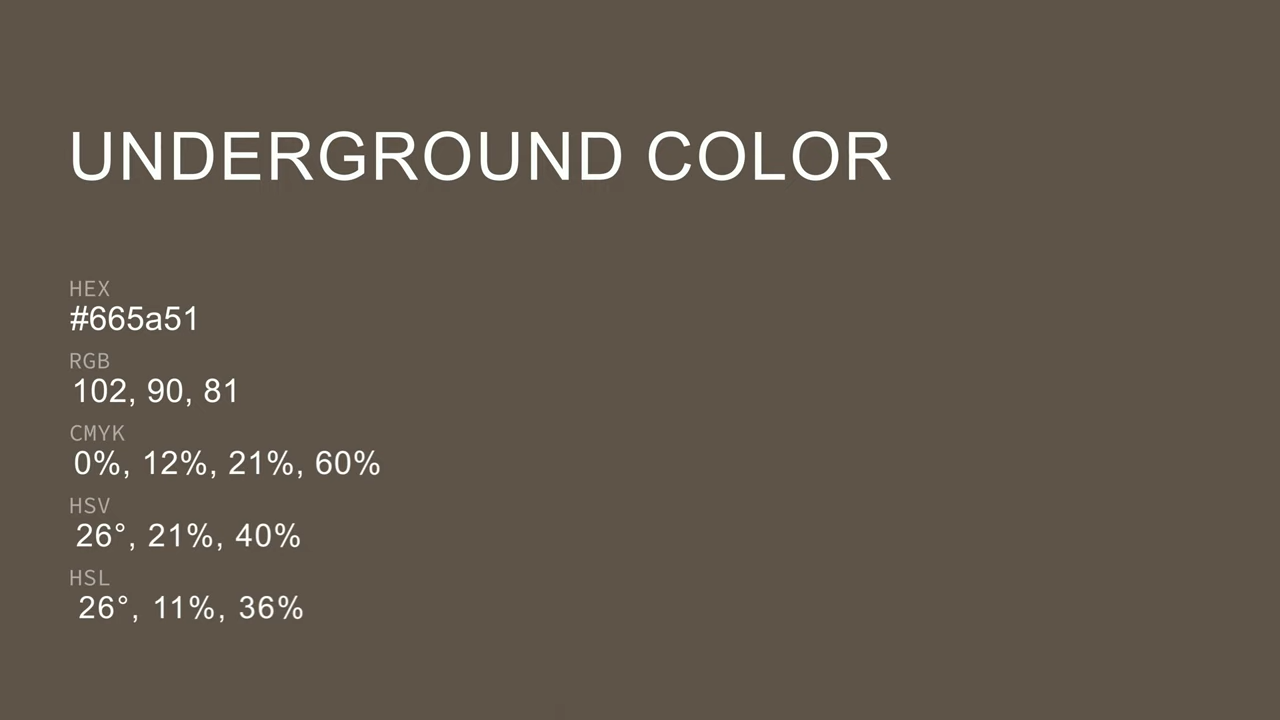 UNDERGROUND COLOR
HEX
#665a51
RGB
102, 90, 81
CMYK
0%, 12%, 21%, 60%
HSV
26°, 21%, 40%
HSL
26°, 11%, 36%